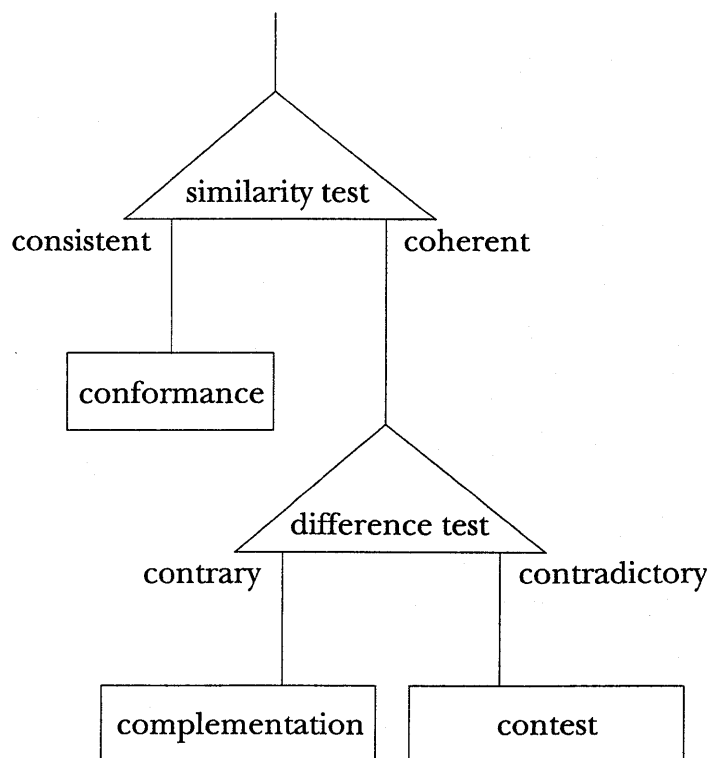 similarity test
consistent
coherent
conformance
difference test
contrary
contradictory
complementation
contest